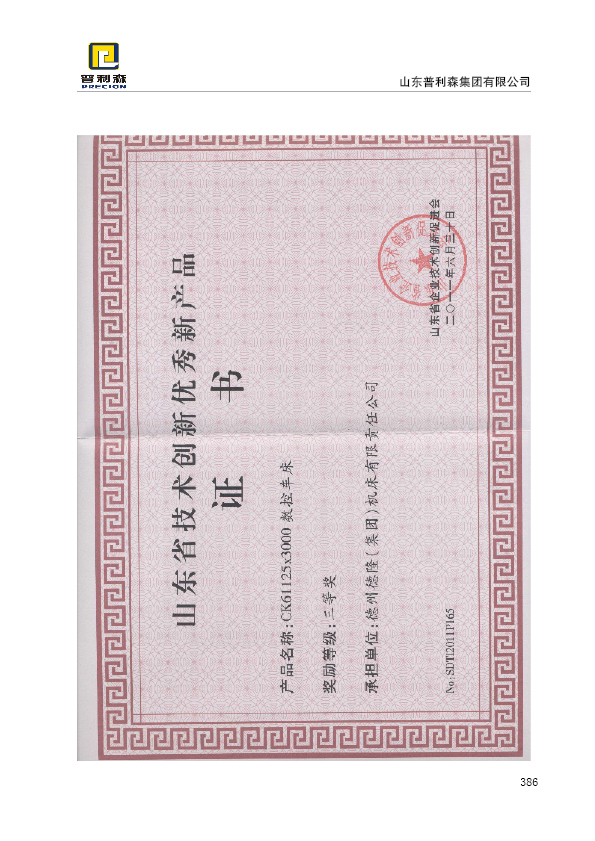 普利森
PRECION
山东普利森集团有限公司
山东省技术创新优秀新产品
证 书
产品名称:CK61125x3000数控车床
奖励等级:三等奖
承担单位:德州德隆(集团)机床有限责任公司
No:SDTI2011P165
山东省企业技术创新促进会
二〇一一年六月三十日
386